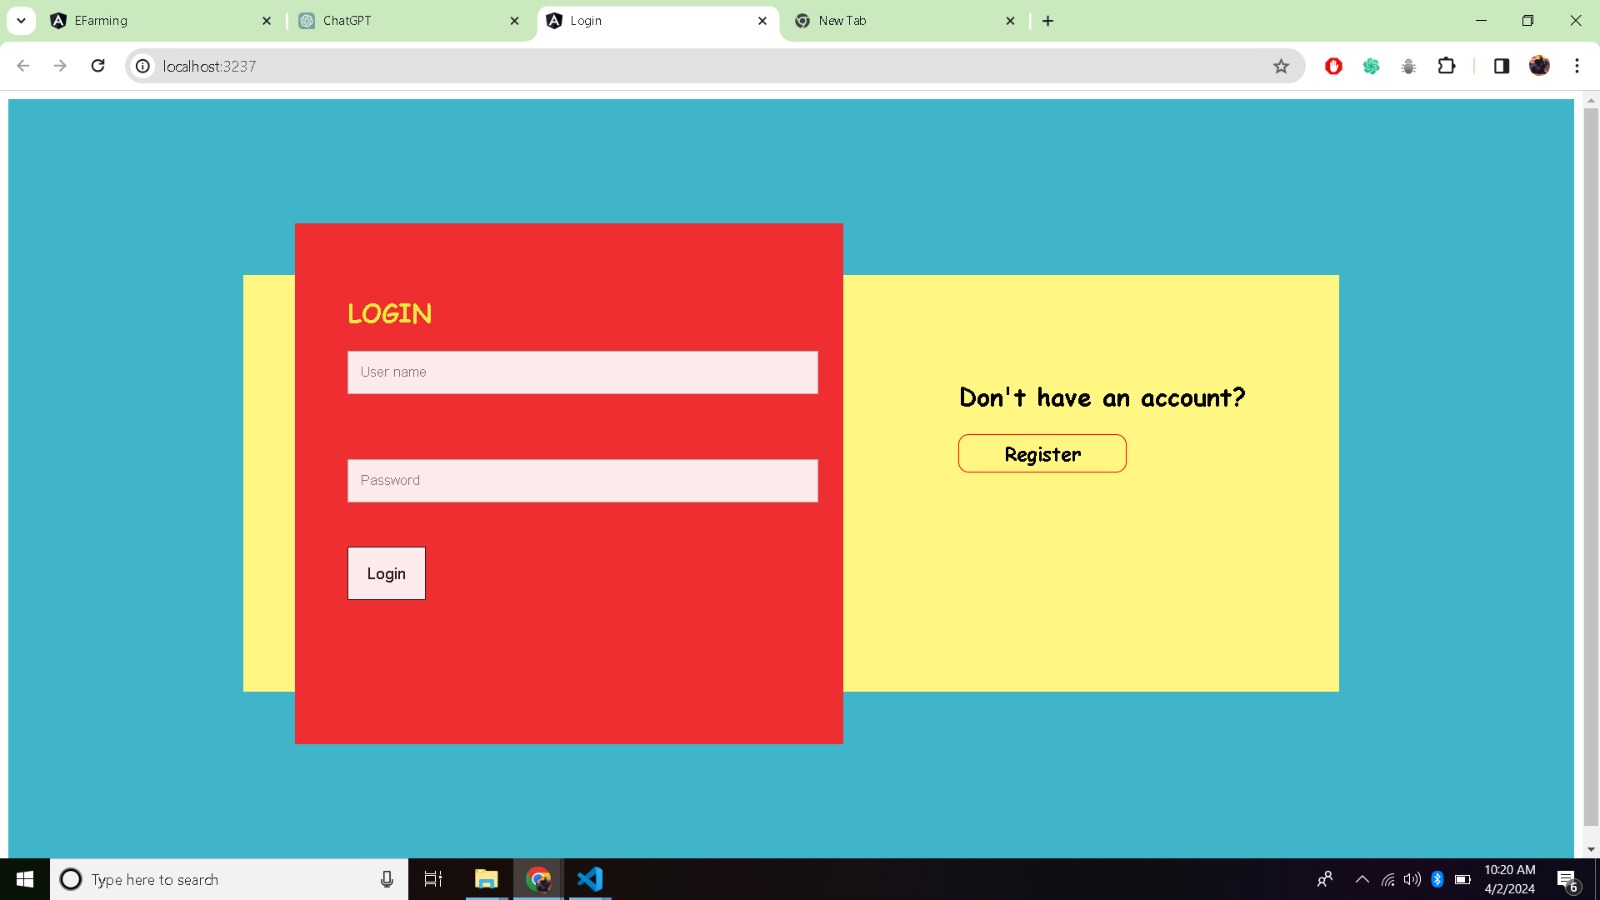 EFarming
ChatGPT
Login
New Tab
localhost:3237
LOGIN
User name
Password
Login
Don't have an account?
Register
Type here to search
10:20 AM
4/2/2024
6